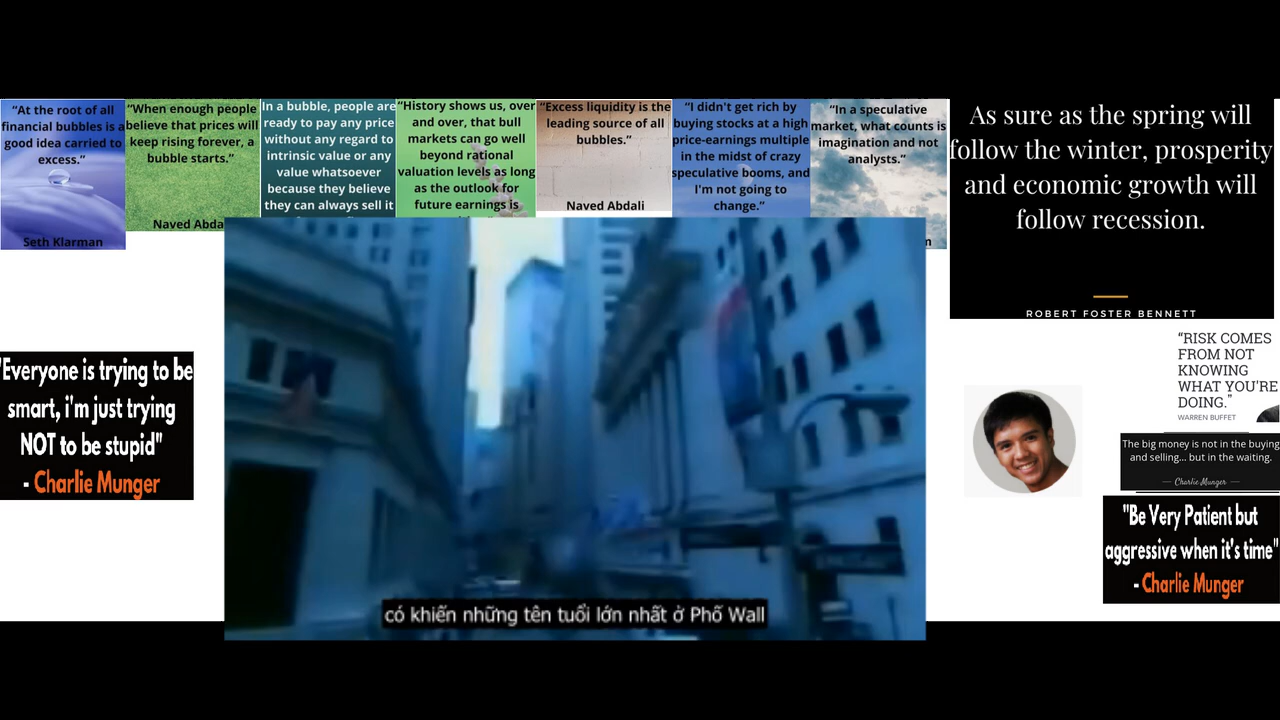 “At the root of all
financial bubbles is a
good idea carried to
excess.”
Seth Klarman
“When enough people
believe that prices will
keep rising forever, a
bubble starts.”
Naved Abda
In a bubble, people are
ready to pay any price
without any regard to
intrinsic value or any
value whatsoever
because they believe
they can always sell it
“History shows us, over
and over, that bull
markets can go well
beyond rational
valuation levels as long
as the outlook for
future earnings is
“Excess liquidity is the
leading source of all
bubbles.”
Naved Abdali
“I didn't get rich by
buying stocks at a high
price-earnings multiple
in the midst of crazy
speculative booms, and
I'm not going to
change.”
“In a speculative
market, what counts is
imagination and not
analysts.”
m
As sure as the spring will
follow the winter, prosperity
and economic growth will
follow recession.
ROBERT FOSTER BENNETT
"Everyone is trying to be
smart, i'm just trying
NOT to be stupid"
- Charlie Munger
“RISK COMES
FROM NOT
KNOWING
WHAT YOU'RE
DOING.”
WARREN BUFFET
The big money is not in the buying
and selling... but in the waiting.
— Charlie Munger —
"Be Very Patient but
aggressive when it's time"
- Charlie Munger
có khiến những tên tuổi lớn nhất ở Phố Wall